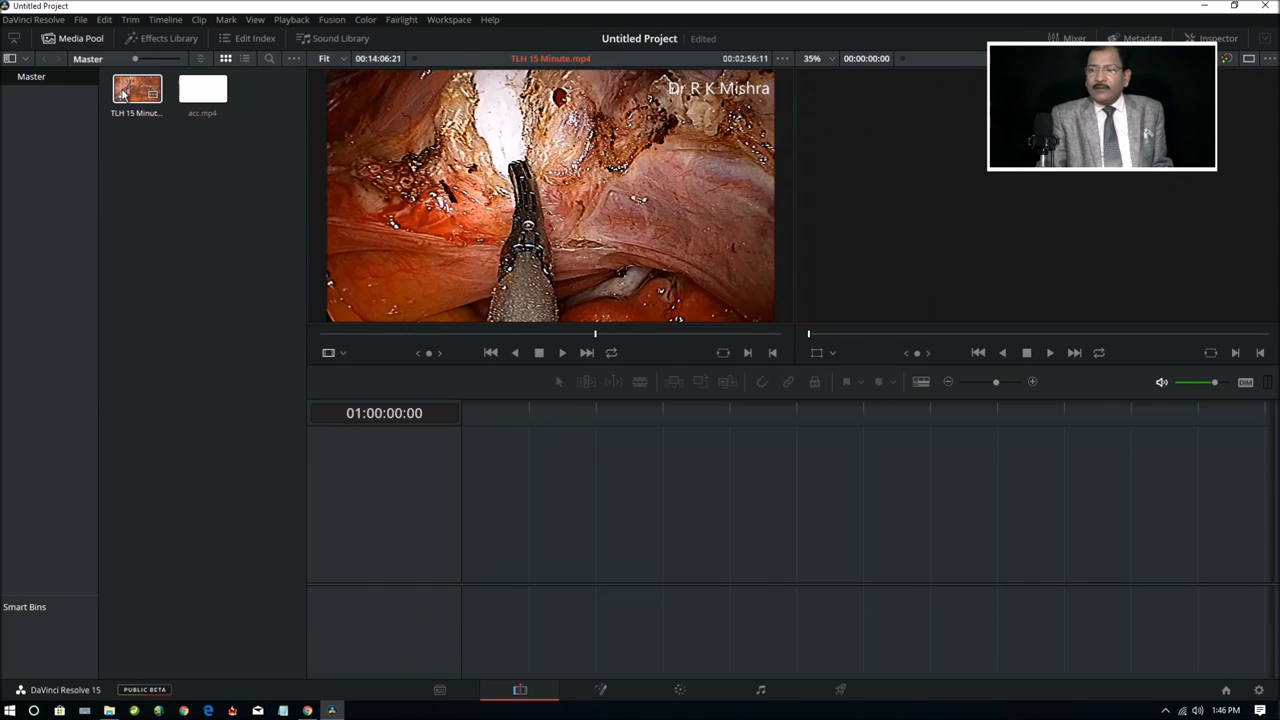 Untitled Project
DaVinci Resolve File Edit Trim Timeline Clip Mark View Playback Fusion Color Fairlight Workspace Help
Media Pool Effects Library Edit Index Sound Library Untitled Project Edited Mixer Metadata Inspector
Master Fit 00:14:06:21 TLH 15 Minute.mp4 02:56:11 35% 00:00:00:00
Master
Dr R K Mishra
TLH 15 Minut... acc.mp4
DIM
01:00:00:00
Smart Bins
DaVinci Resolve 15 PUBLIC BETA
1:46 PM